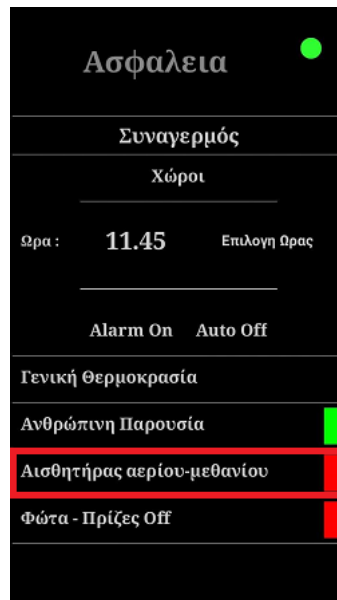 Ασφαλεια
Συναγερμός
Χώροι
Ωρα : 11.45 Επιλογη Ωρας
Alarm On Auto Off
Γενική Θερμοκρασία
Ανθρώπινη Παρουσία
Αισθητήρας αερίου-μεθανίου
Φώτα - Πρίζες Off